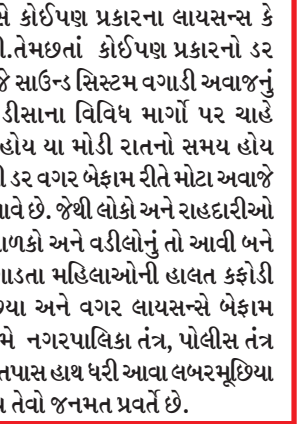 સે કોઈપણ પ્રકારના લાયસન્સ કે
ી.તેમછતાં કોઈપણ પ્રકારનો ડર
જે સાઉન્ડ સિસ્ટમ વગાડી અવાજનું
ડીસાના વિવિધ માર્ગો પર ચાહે
હોય યા મોડી રાતનો સમય હોય
ી ડર વગર બેફામ રીતે મોટા અવાજે
ાવે છે. જેથી લોકો અને રાહદારીઓ
ાળકો અને વડીલોનું તો આવી બને
ગાડતા મહિલાઓની હાલત કફોડી
છિયા અને વગર લાયસન્સે બેફામ
મે નગરપાલિકા તંત્ર, પોલીસ તંત્ર
તપાસ હાથ ધરી આવા લબરમૂછિયા
ય તેવો જનમત પ્રવર્તે છે.